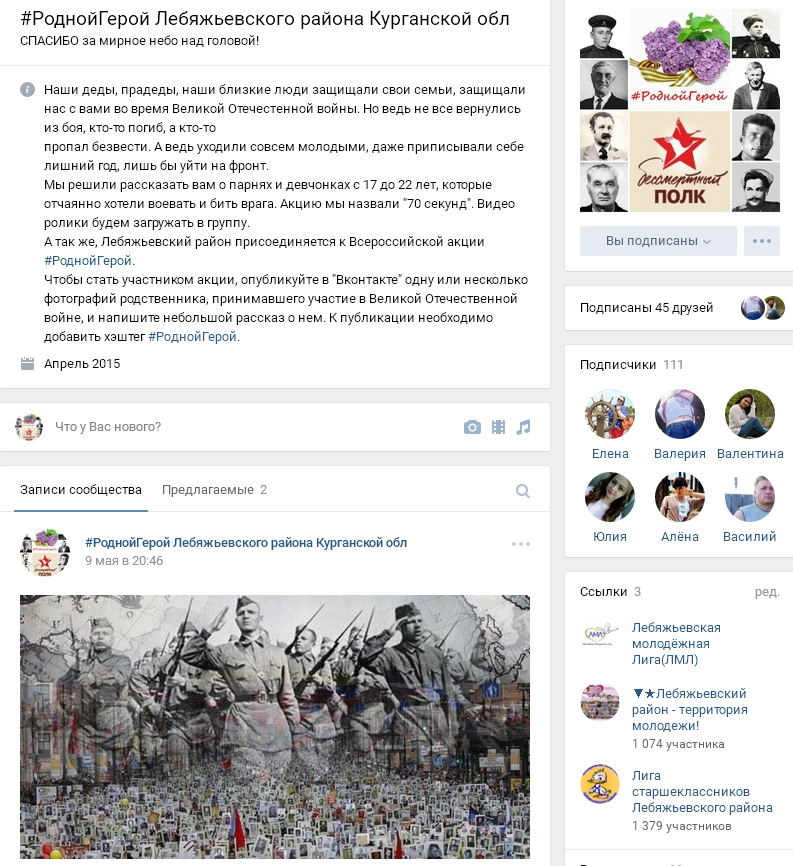 #РоднойГерой Лебяжьевского района Курганской обл
СПАСИБО за мирное небо над головой!
Наши деды, прадеды, наши близкие люди защищали свои семьи, защищали
нас с вами во время Великой Отечестенной войны. Но ведь не все вернулись
из боя, кто-то погиб, а кто-то
пропал безвести. А ведь уходили совсем молодыми, даже приписывали себе
лишний год, лишь бы уйти на фронт.
Мы решили рассказать вам о парнях и девчонках с 17 до 22 лет, которые
отчаянно хотели воевать и бить врага. Акцию мы назвали "70 секунд". Видео
ролики будем загружать в группу.
А так же, Лебяжьевский район присоединяется к Всероссийской акции
#РоднойГерой.
Чтобы стать участником акции, опубликуйте в "Вконтакте" одну или несколько
фотографий родственника, принимавшего участие в Великой Отечественной
войне, и напишите небольшой рассказ о нем. К публикации необходимо
добавить хэштег #РоднойГерой.
Апрель 2015
Что у Вас нового?
Записи сообщества Предлагаемые 2
#РоднойГерой Лебяжьевского района Курганской обл
9 мая в 20:46
#РоднойГерой
бессмертный
ПОЛК
Вы подписаны
Подписаны 45 друзей
Подписчики 111
Елена Валерия Валентина
Юлия Алёна Василий
Ссылки 3 ред.
Лебяжьевская
молодёжная
Лига(ЛМЛ)
▼★Лебяжьевский
район - территория
молодежи!
1 074 участника
Лига
старшеклассников
Лебяжьевского района
1 379 участников